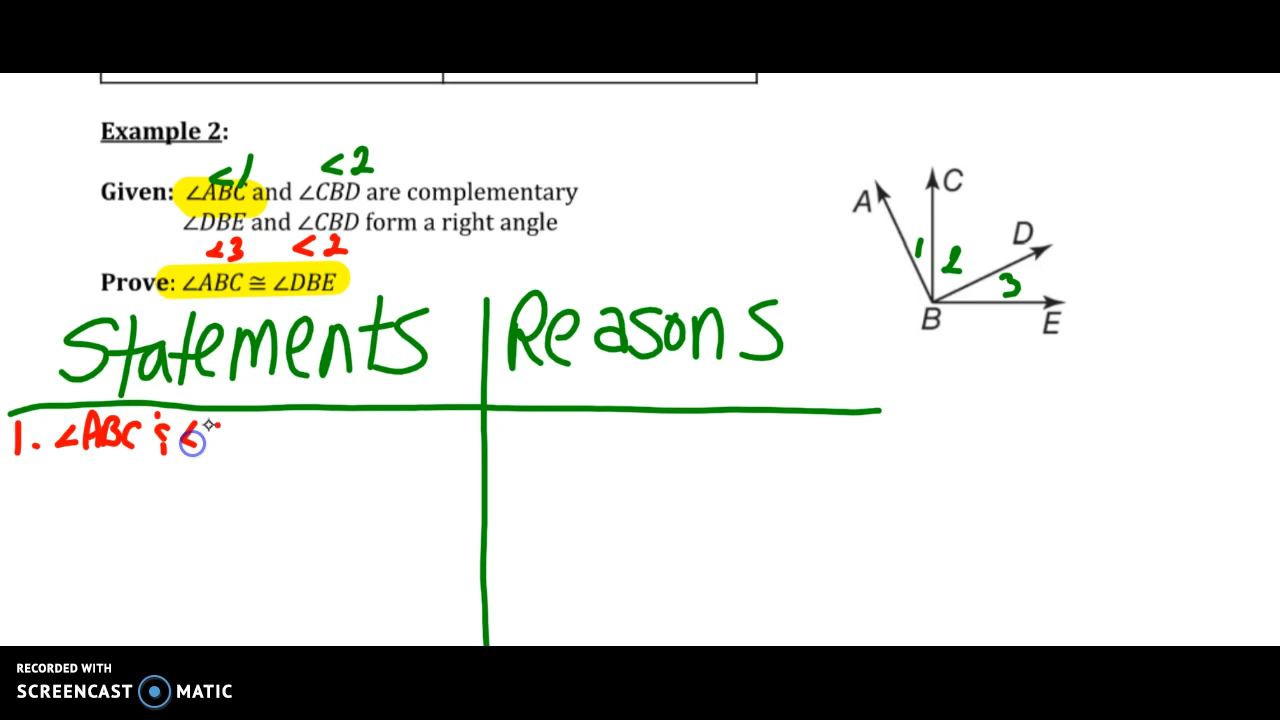 Example 2:
<1 <2
Given: ∠ABC and ∠CBD are complementary
∠DBE and ∠CBD form a right angle
<3 <2
Prove: ∠ABC ≅ ∠DBE
Statements Reasons
1. ∠ABC & <
A
C
D
1
2
3
B
E
RECORDED WITH
SCREENCAST MATIC